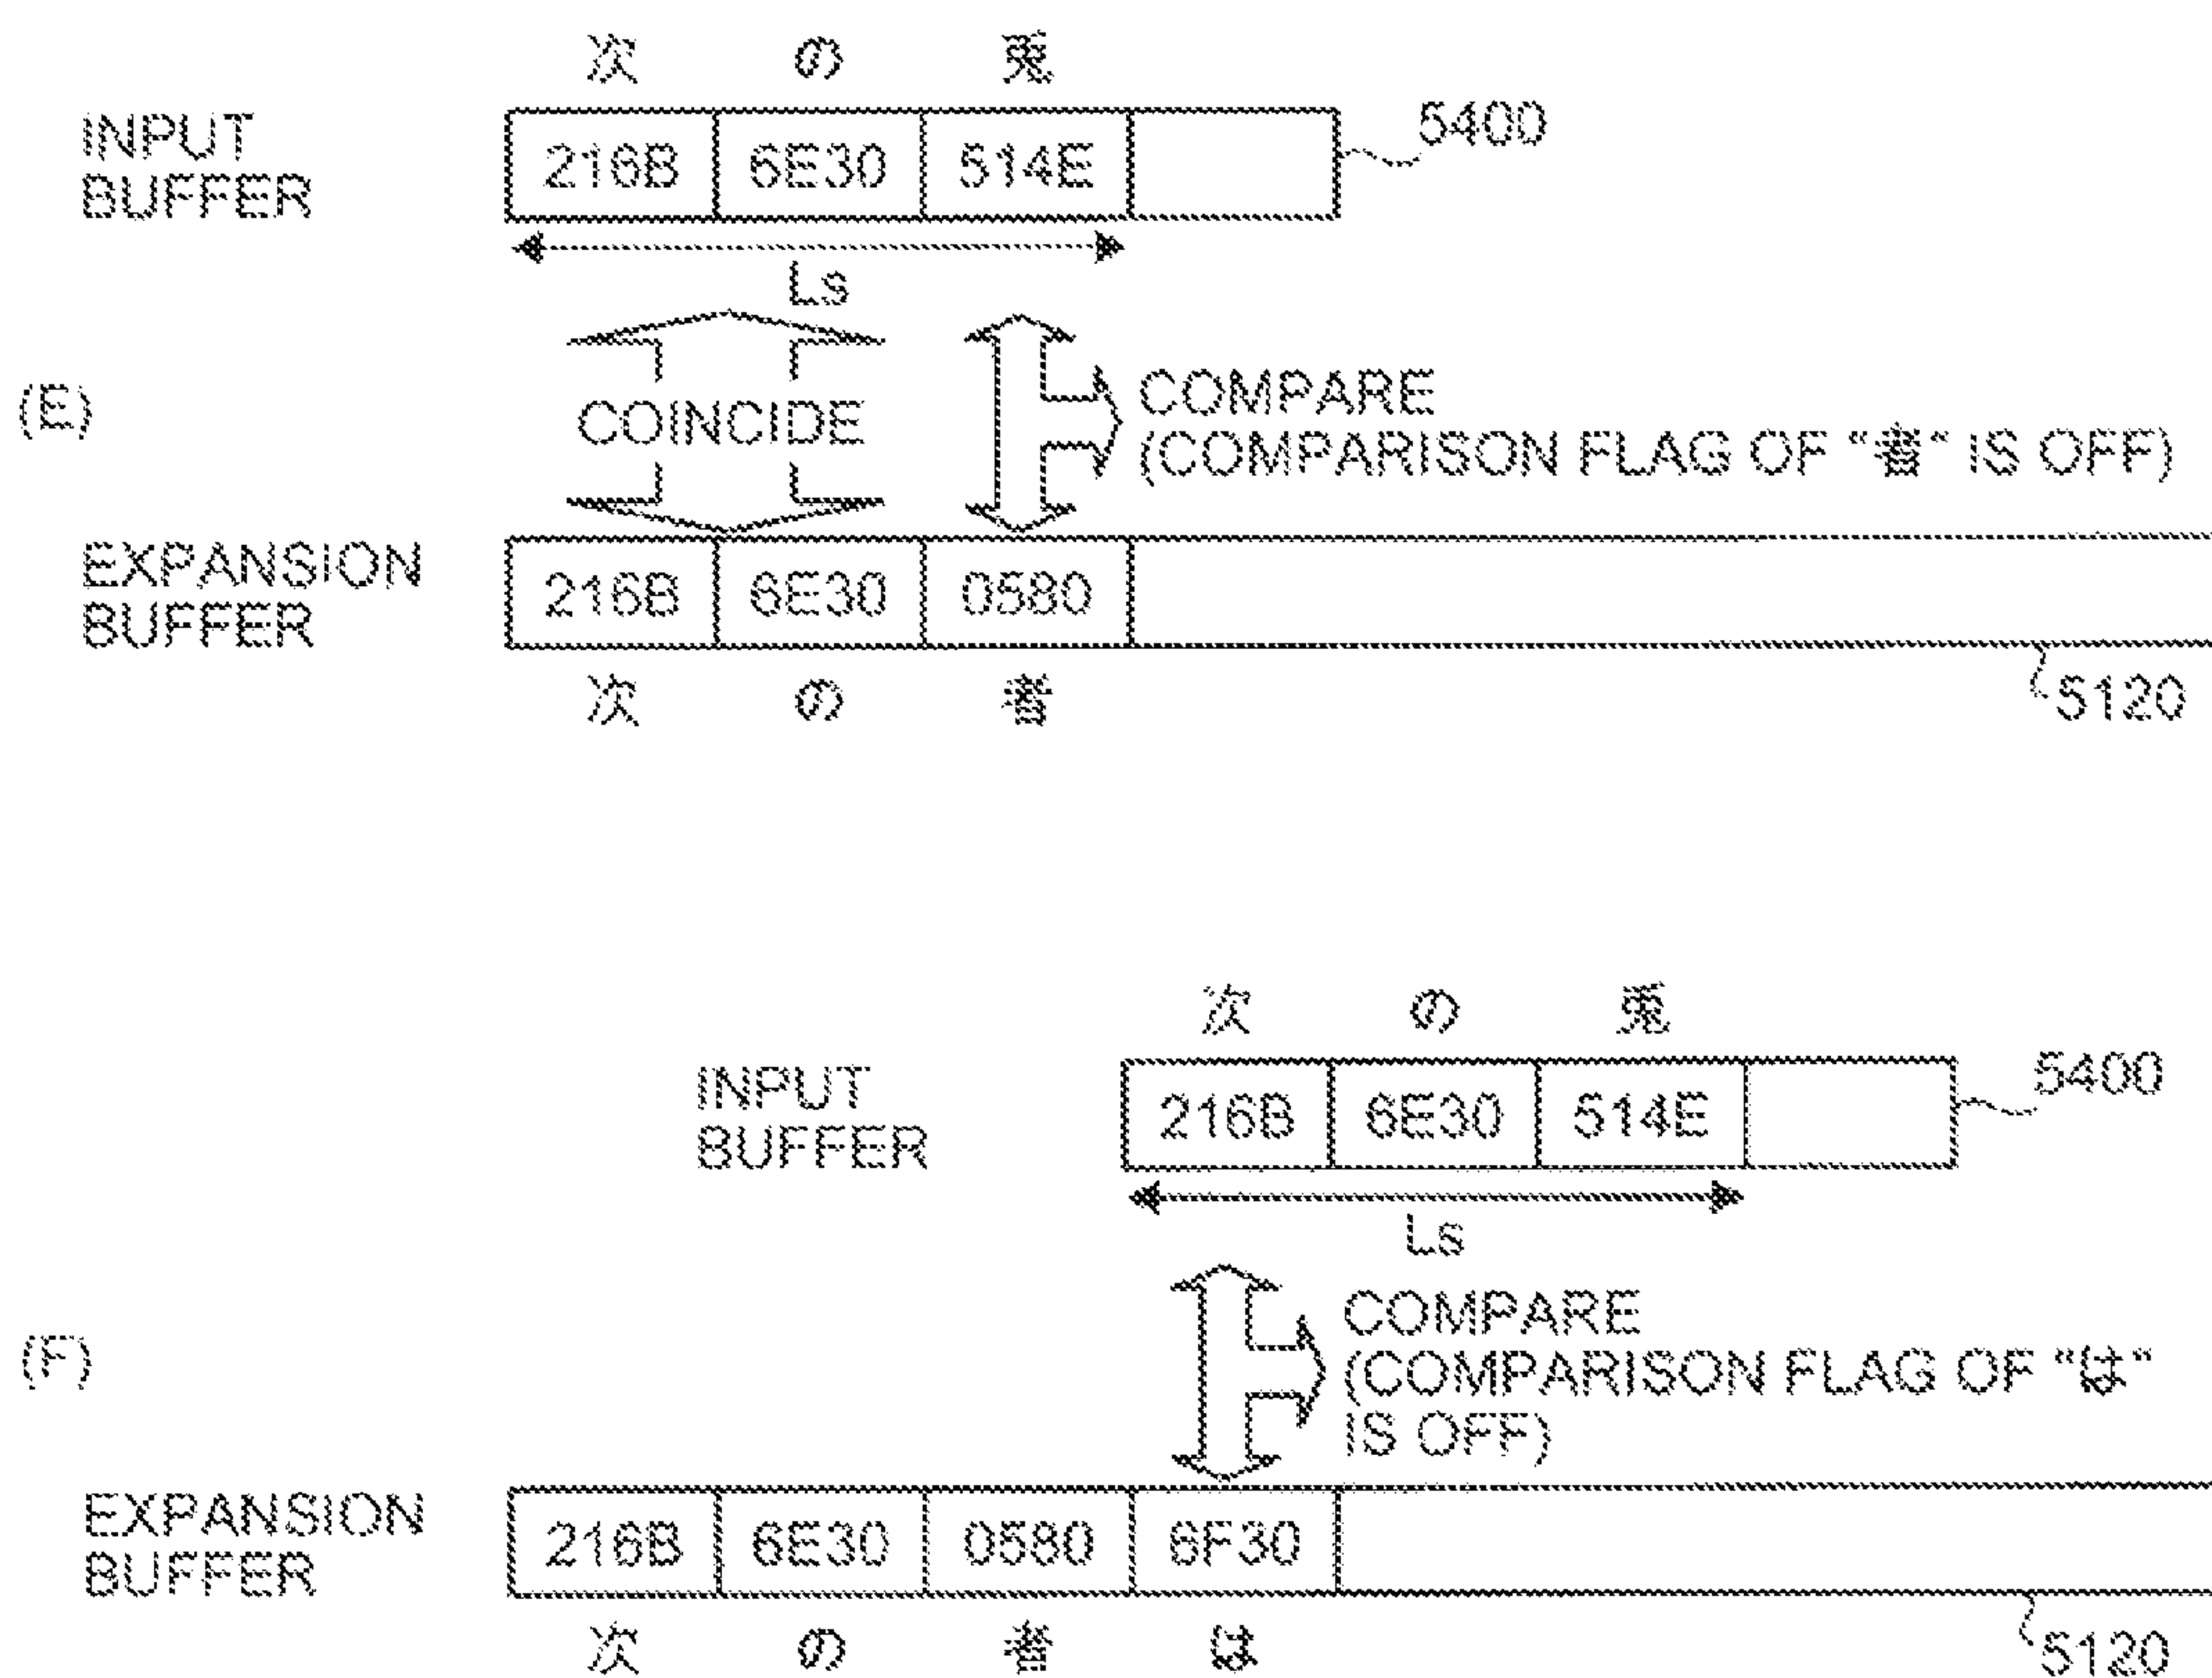 次 の 兎
INPUT BUFFER 216B 6E30 514E 5400
Ls
(E) COINCIDE COMPARE
(COMPARISON FLAG OF "者" IS OFF)
EXPANSION BUFFER 216B 6E30 0580
次 の 者 5120
次 の 兎
INPUT BUFFER 216B 6E30 514E 5400
Ls
(F) COMPARE
(COMPARISON FLAG OF "は"
IS OFF)
EXPANSION BUFFER 216B 6E30 0580 6F30
次 の 者 は 5120